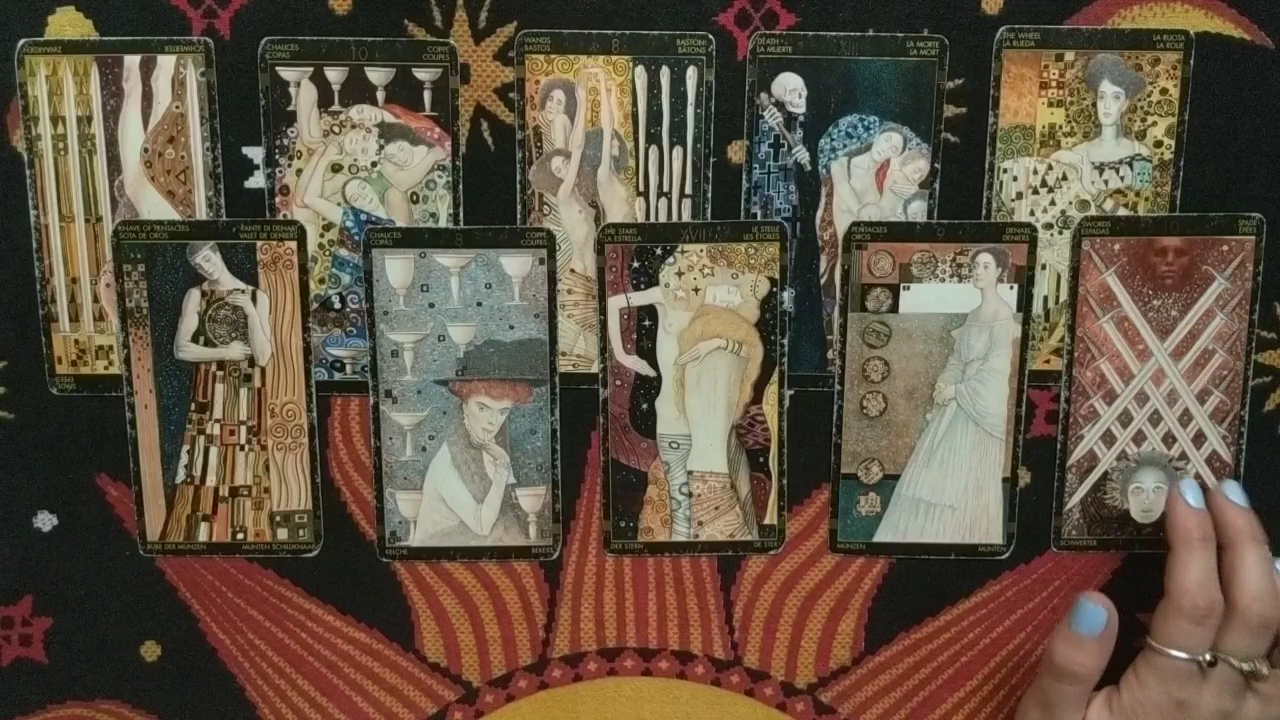 ZWAARDEN SCHWERTER
CHALICES 10 COPPE
COPAS COUPES
WANDS 8 BASTONI
BASTOS BATONS
DEATH XIII LA MORTE
LA MUERTE LA MORT
THE WHEEL LA RUOTA
LA RUEDA LA ROUE
KNAVE OF PENTACLES FANTE DI DENARI
SOTA DE OROS VALET DE DENIERS
CHALICES 8 COPPE
COPAS COUPES
THE STARS XVII LE STELLE
LA ESTRELLA LES ÉTOILES
PENTACLES 9 DENARI
OROS DENIERS
SWORDS SPADE
ESPADAS ÉPÉES
SPADE
ÉPÉES
BUBE DER MÜNZEN MUNTEN SCHILDKNAAP
KELCHE BEKERS
DER STERN DE STER
MÜNZEN MUNTEN
SCHWERTER